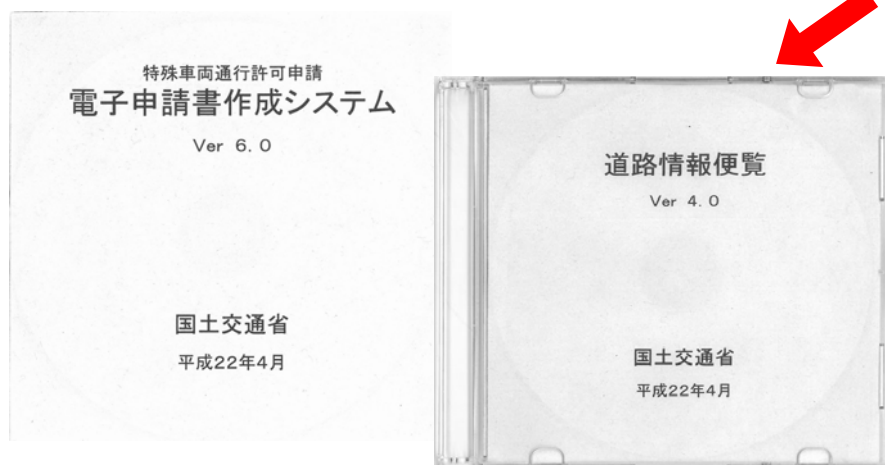 特殊車両通行許可申請
電子申請書作成システム
Ver 6.0
国土交通省
平成22年4月
道路情報便覧
Ver 4.0
国土交通省
平成22年4月